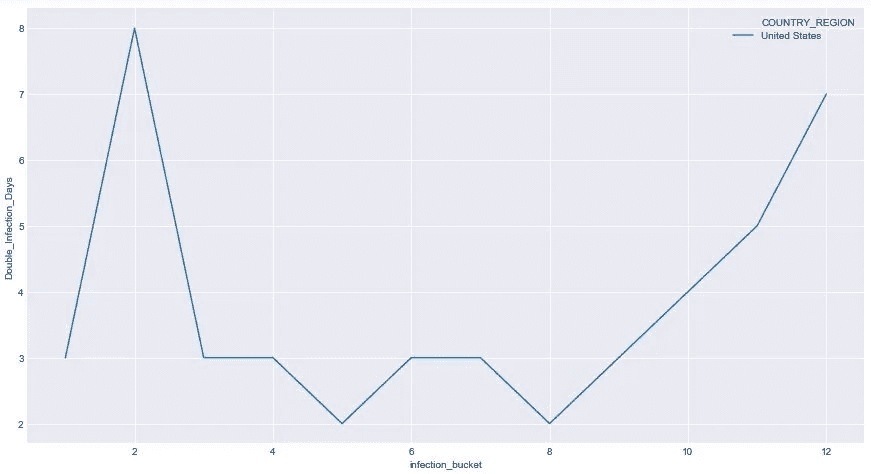 COUNTRY_REGION
United States
8
7
6
5
4
3
2
Double_Infection_Days
2 4 6 8 10 12
infection_bucket